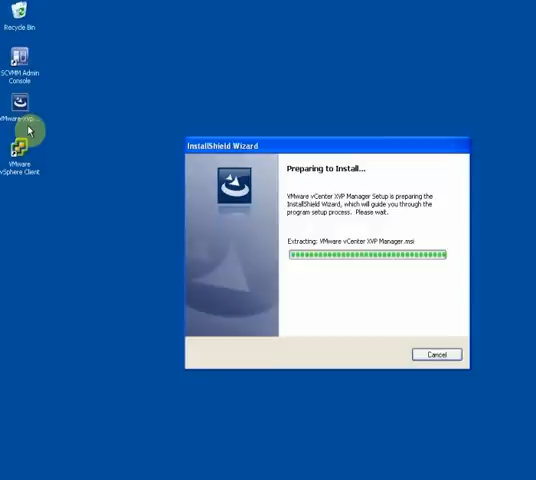 Recycle Bin
SCVMM Admin
Console
VMware-xvp...
VMware
vSphere Client
InstallShield Wizard
Preparing to Install...
VMware vCenter XVP Manager Setup is preparing the
InstallShield Wizard, which will guide you through the
program setup process. Please wait.
Extracting: VMware vCenter XVP Manager.msi
Cancel